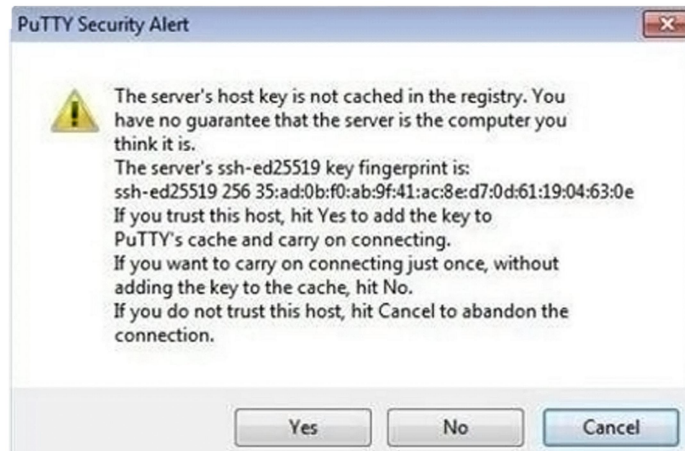 PuTTY Security Alert
The server's host key is not cached in the registry. You
have no guarantee that the server is the computer you
think it is.
The server's ssh-ed25519 key fingerprint is:
ssh-ed25519 256 35:ad:0b:f0:ab:9f:41:ac:8e:d7:0d:61:19:04:63:0e
If you trust this host, hit Yes to add the key to
PuTTY's cache and carry on connecting.
If you want to carry on connecting just once, without
adding the key to the cache, hit No.
If you do not trust this host, hit Cancel to abandon the
connection.
Yes No Cancel